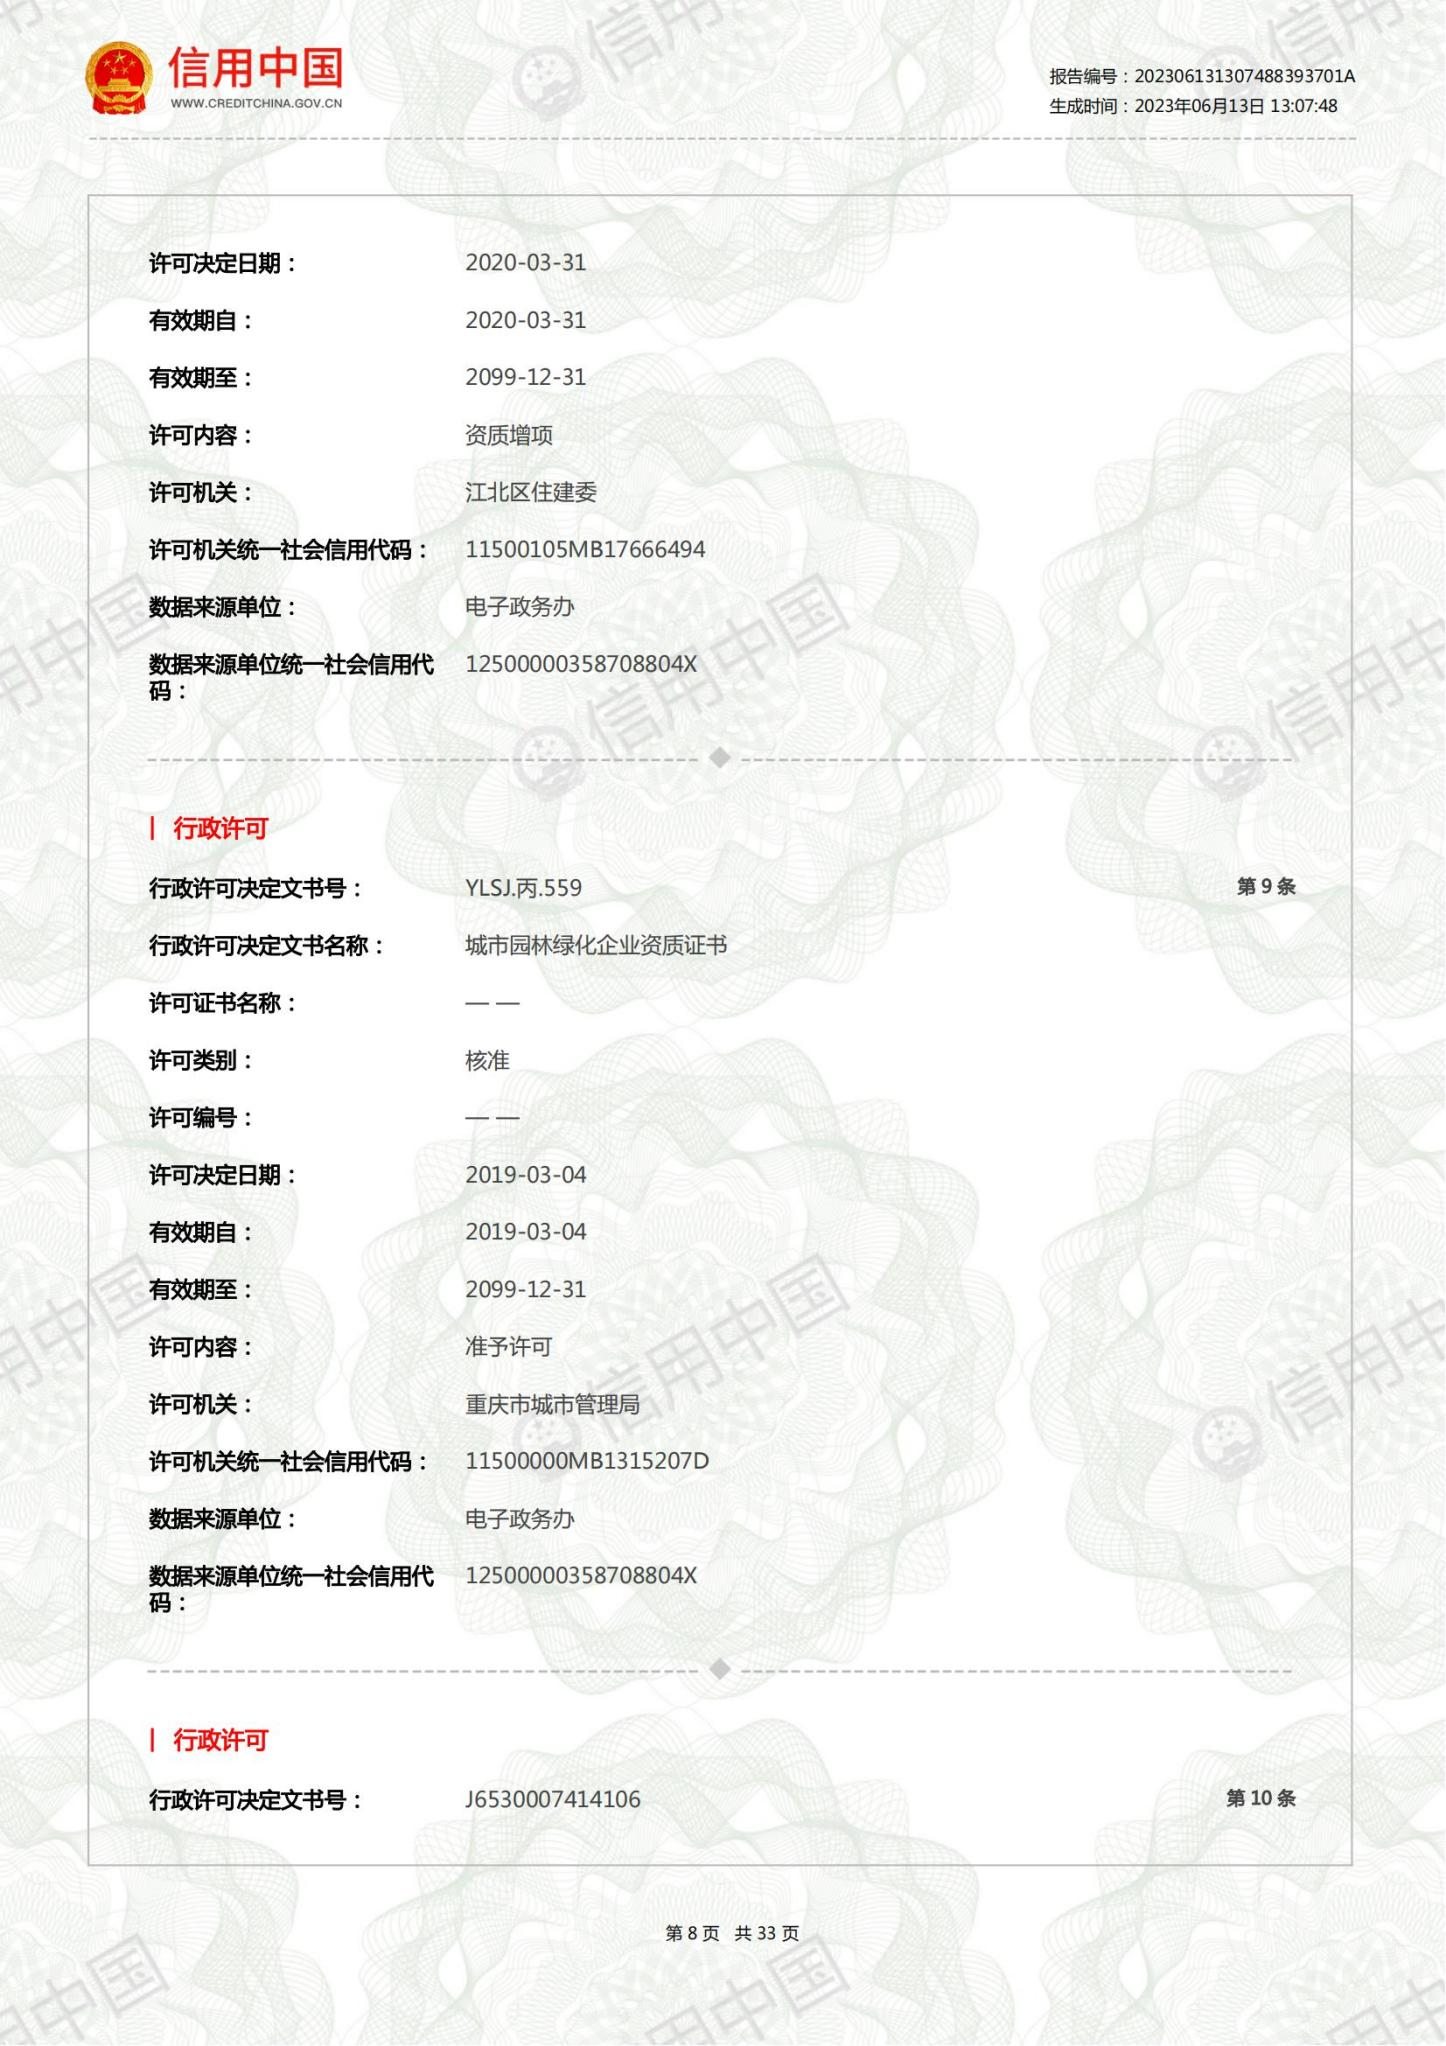 信用中国
WWW.CREDITCHINA.GOV.CN
报告编号：202306131307488393701A
生成时间：2023年06月13日 13:07:48
许可决定日期： 2020-03-31
有效期自： 2020-03-31
有效期至： 2099-12-31
许可内容： 资质增项
许可机关： 江北区住建委
许可机关统一社会信用代码： 11500105MB17666494
数据来源单位： 电子政务办
数据来源单位统一社会信用代 12500000358708804X
码：
行政许可
行政许可决定文书号： YLSJ.丙.559 第 9 条
行政许可决定文书名称： 城市园林绿化企业资质证书
许可证书名称： — —
许可类别： 核准
许可编号： — —
许可决定日期： 2019-03-04
有效期自： 2019-03-04
有效期至： 2099-12-31
许可内容： 准予许可
许可机关： 重庆市城市管理局
许可机关统一社会信用代码： 11500000MB1315207D
数据来源单位： 电子政务办
数据来源单位统一社会信用代 12500000358708804X
码：
行政许可
行政许可决定文书号： J6530007414106 第 10 条
第 8 页 共 33 页